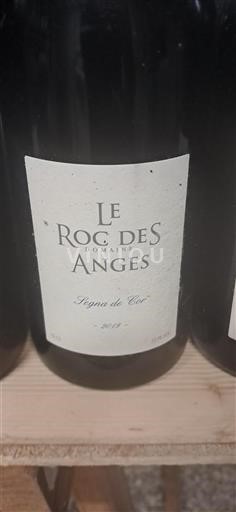 LE
ROC DES
DOMAINE
ANGES
Segna de Cor
- 2019 -